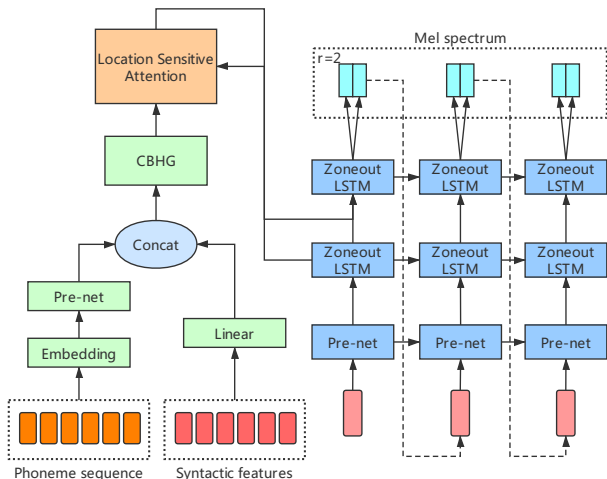 Mel spectrum
r=2
Location Sensitive
Attention
CBHG
Concat
Pre-net
Embedding
Linear
Phoneme sequence
Syntactic features
Zoneout
LSTM
Zoneout
LSTM
Zoneout
LSTM
Zoneout
LSTM
Zoneout
LSTM
Zoneout
LSTM
Pre-net
Pre-net
Pre-net